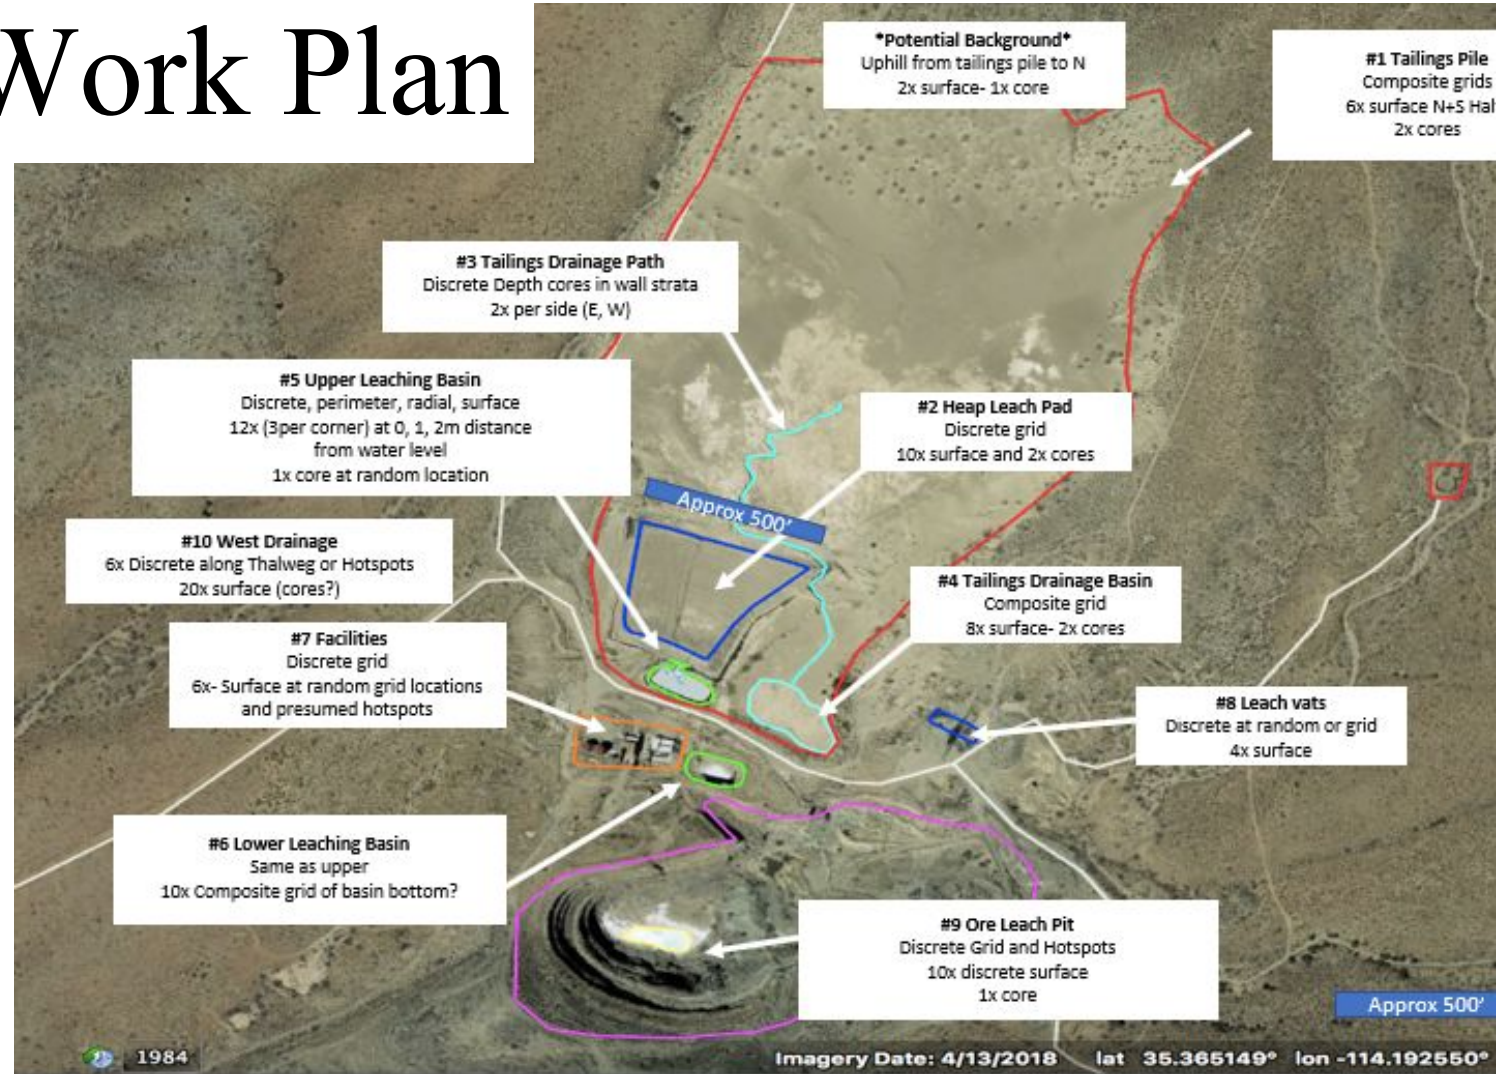 Work Plan
*Potential Background*
Uphill from tailings pile to N
2x surface- 1x core
#1 Tailings Pile
Composite grids
6x surface N+S Hal
2x cores
#3 Tailings Drainage Path
Discrete Depth cores in wall strata
2x per side (E, W)
#5 Upper Leaching Basin
Discrete, perimeter, radial, surface
12x (3per corner) at 0, 1, 2m distance
from water level
1x core at random location
#2 Heap Leach Pad
Discrete grid
10x surface and 2x cores
Approx 500'
#10 West Drainage
6x Discrete along Thalweg or Hotspots
20x surface (cores?)
#4 Tailings Drainage Basin
Composite grid
8x surface- 2x cores
#7 Facilities
Discrete grid
6x- Surface at random grid locations
and presumed hotspots
#8 Leach vats
Discrete at random or grid
4x surface
#6 Lower Leaching Basin
Same as upper
10x Composite grid of basin bottom?
#9 Ore Leach Pit
Discrete Grid and Hotspots
10x discrete surface
1x core
Approx 500'
1984
Imagery Date: 4/13/2018 lat 35.365149° lon -114.192550°